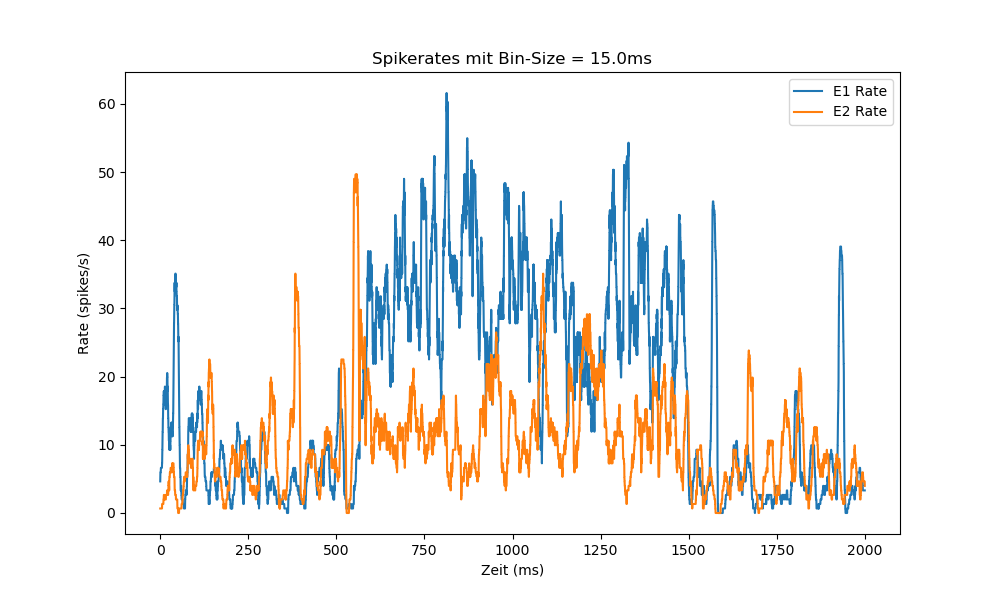 Spikerates mit Bin-Size = 15.0ms
E1 Rate
E2 Rate
60
50
40
30
20
10
0
Rate (spikes/s)
0 250 500 750 1000 1250 1500 1750 2000
Zeit (ms)